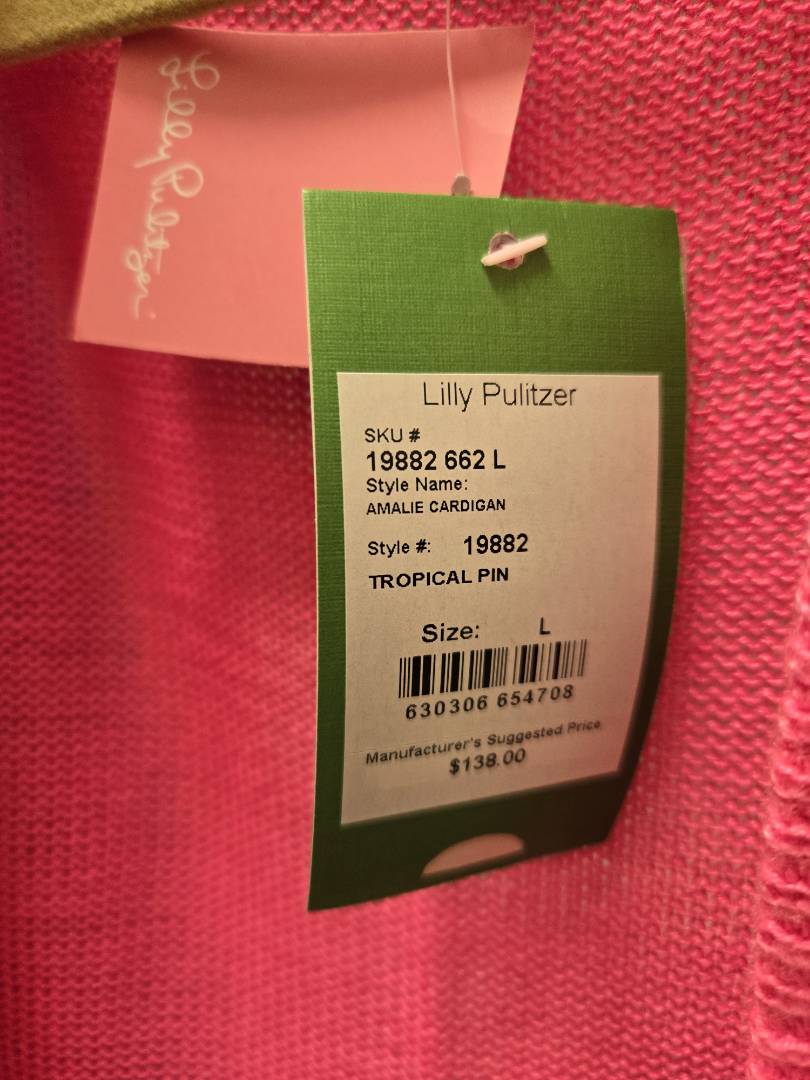 Lilly Pulitzer
Lilly Pulitzer
SKU #
19882 662 L
Style Name:
AMALIE CARDIGAN
Style #: 19882
TROPICAL PIN
Size: L
630306 654708
Manufacturer's Suggested Price
$138.00